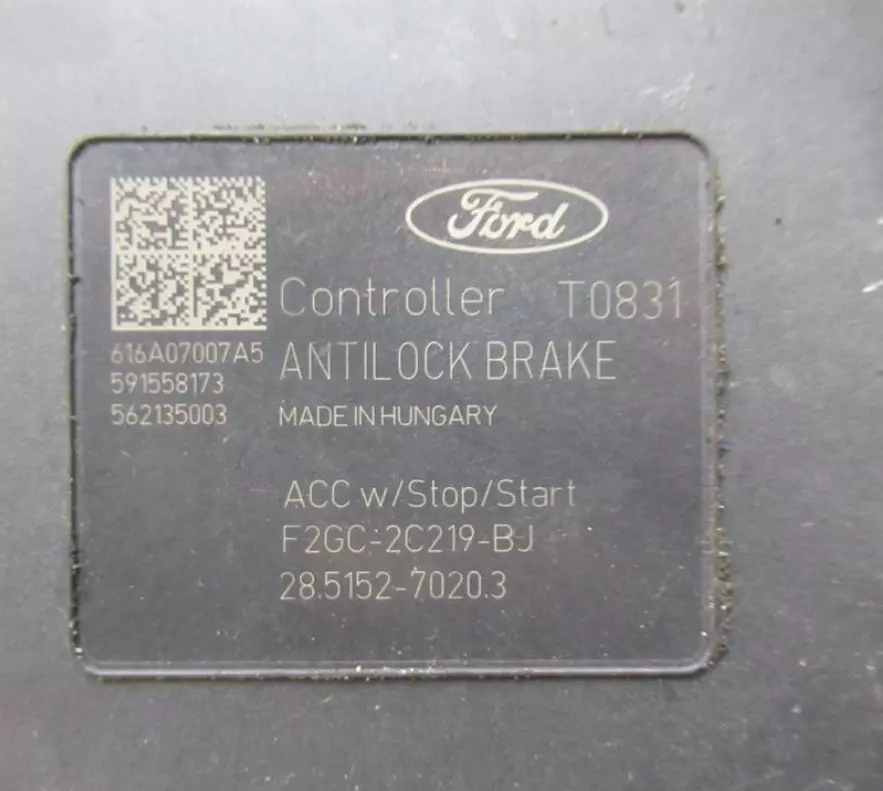 Ford
Controller T0831
ANTILOCK BRAKE
MADE IN HUNGARY
616A07007A5
591558173
562135003
ACC w/Stop/Start
F2GC-2C219-BJ
28.5152-7020.3